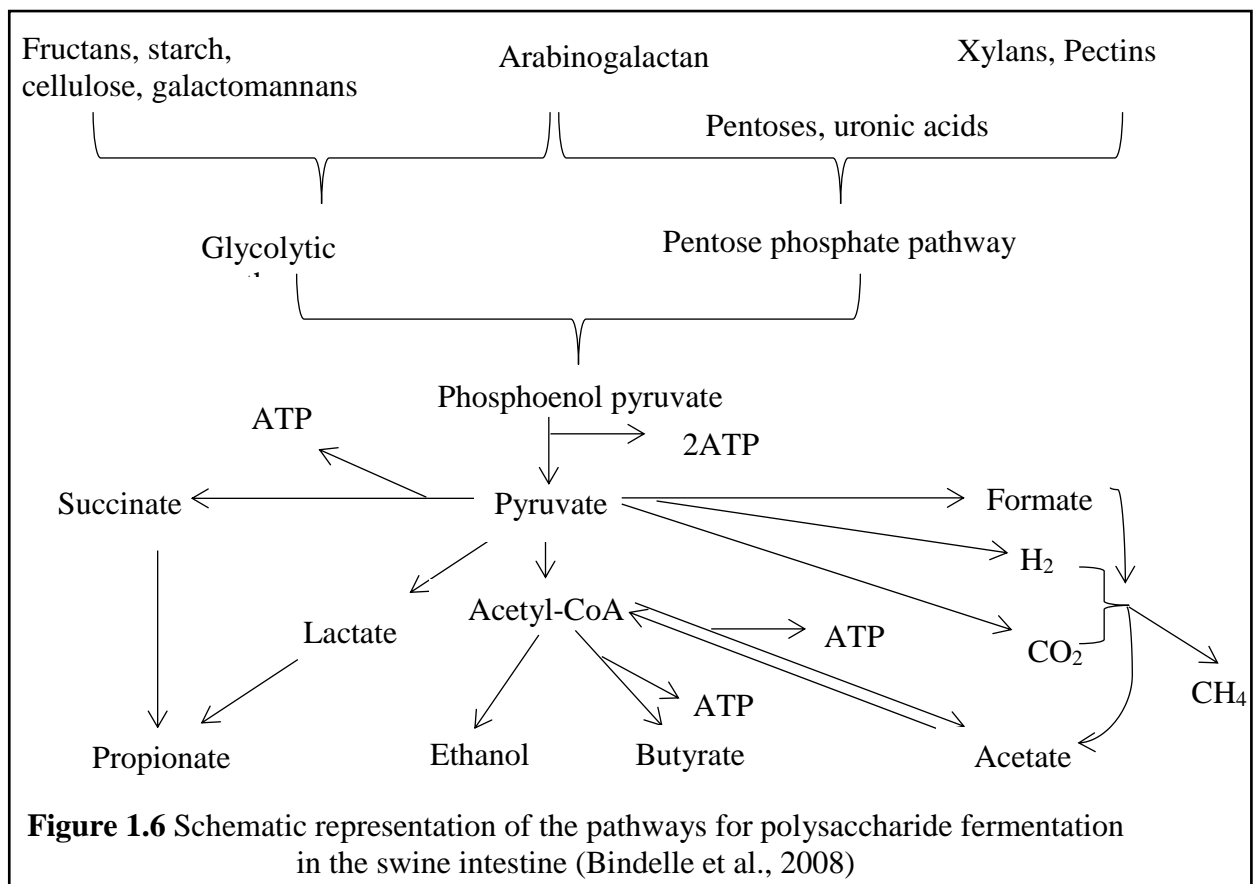 Fructans, starch,
cellulose, galactomannans
Arabinogalactan
Xylans, Pectins
Pentoses, uronic acids
Glycolytic
Pentose phosphate pathway
Phosphoenol pyruvate
ATP
2ATP
Succinate
Pyruvate
Formate
H2
Acetyl-CoA
Lactate
ATP
CO2
CH4
ATP
Propionate
Ethanol
Butyrate
Acetate
Figure 1.6 Schematic representation of the pathways for polysaccharide fermentation
in the swine intestine (Bindelle et al., 2008)